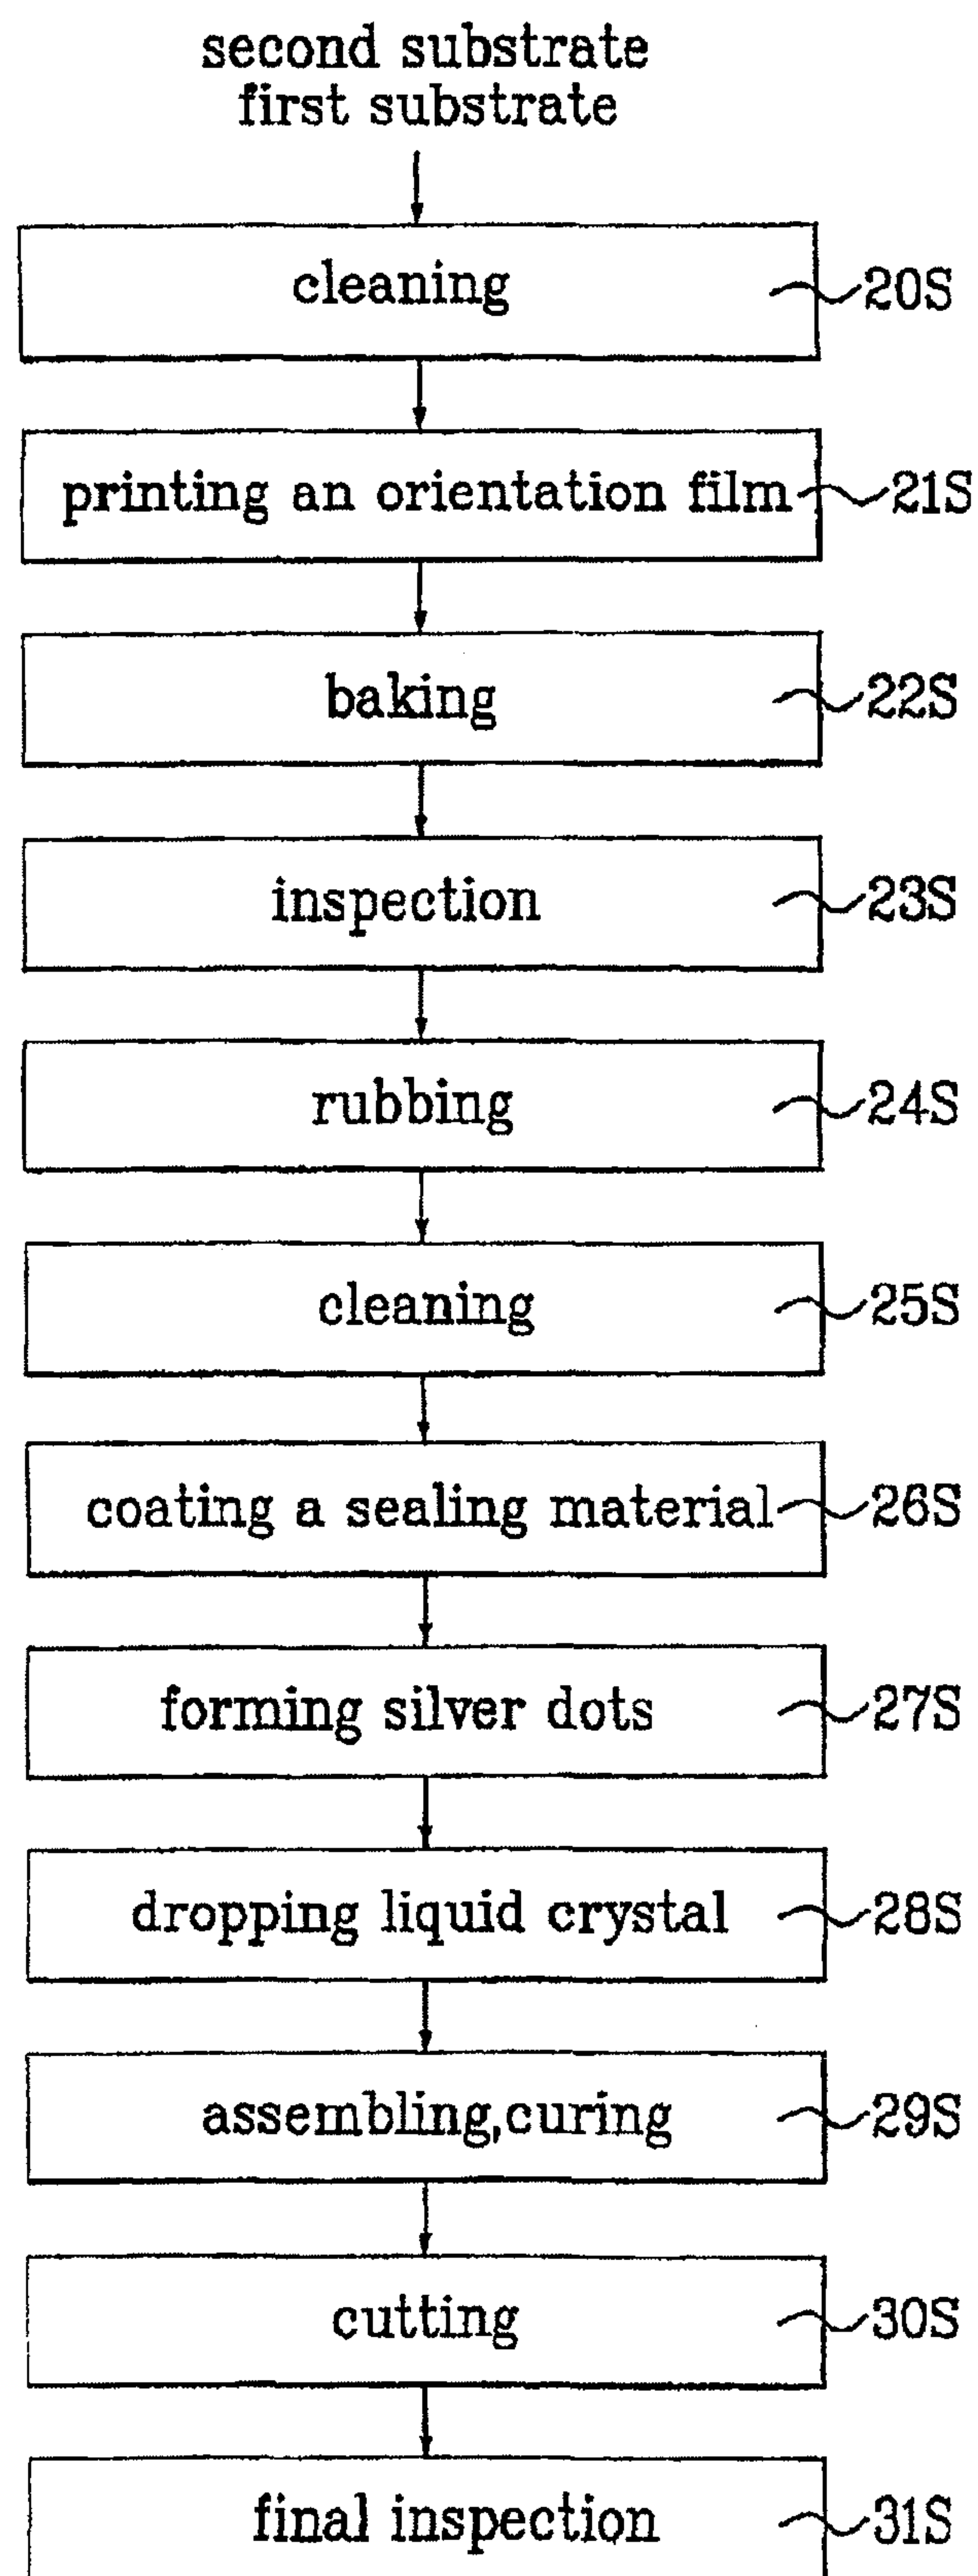 second substrate
first substrate
cleaning 20S
printing an orientation film 21S
baking 22S
inspection 23S
rubbing 24S
cleaning 25S
coating a sealing material 26S
forming silver dots 27S
dropping liquid crystal 28S
assembling,curing 29S
cutting 30S
final inspection 31S